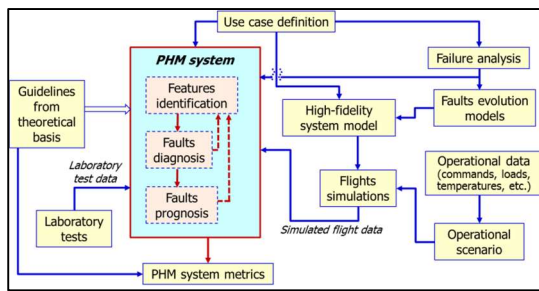 Use case definition
PHM system
Failure analysis
Features
identification
Guidelines
from
theoretical
basis
High-fidelity
system model
Faults evolution
models
Faults
diagnosis
Laboratory
test data
Operational data
(commands, loads,
temperatures, etc.)
Flights
simulations
Faults
prognosis
Laboratory
tests
Simulated flight data
Operational
scenario
PHM system metrics